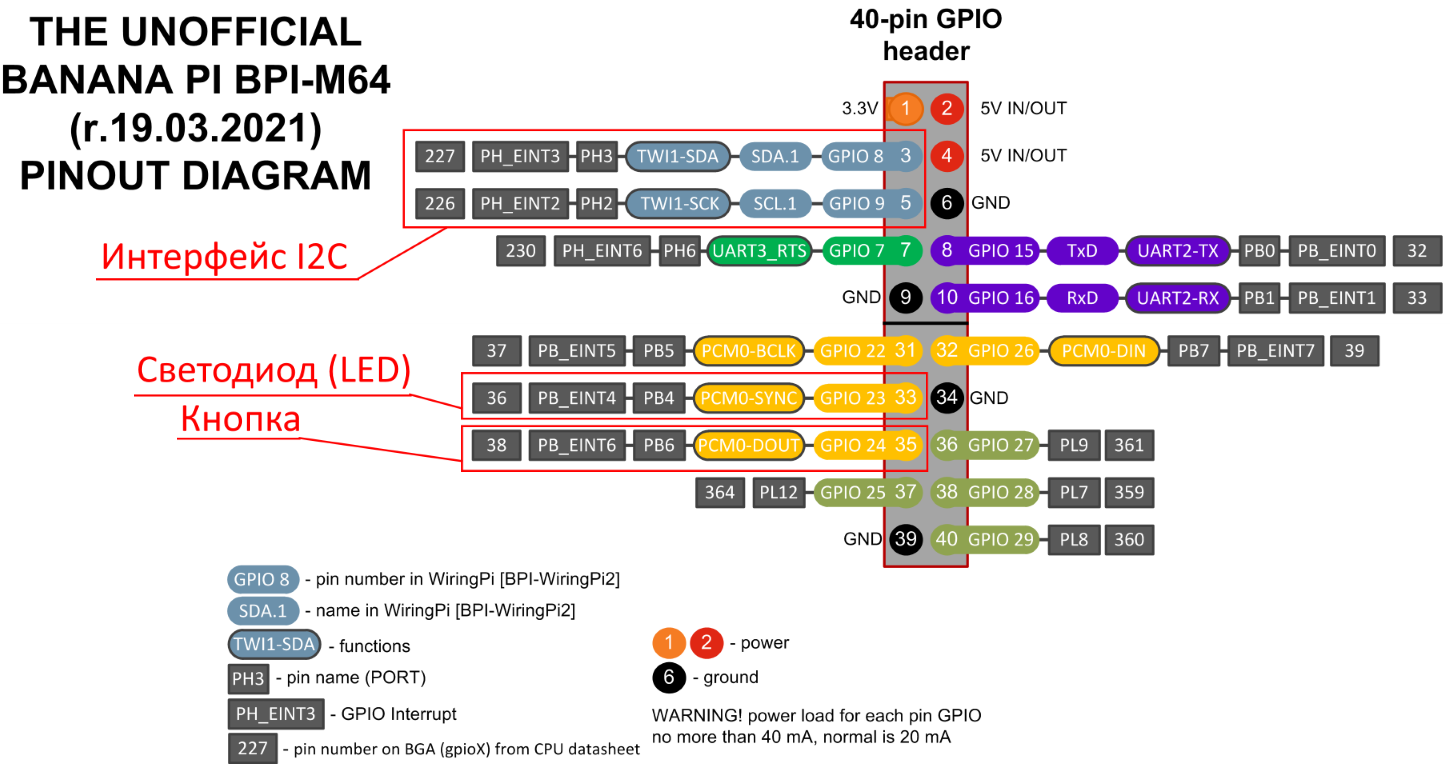 THE UNOFFICIAL
BANANA PI BPI-M64
(r.19.03.2021)
PINOUT DIAGRAM
40-pin GPIO
header
3.3V 1 2 5V IN/OUT
227 PH_EINT3 PH3 TWI1-SDA SDA.1 GPIO 8 3 4 5V IN/OUT
226 PH_EINT2 PH2 TWI1-SCK SCL.1 GPIO 9 5 6 GND
Интерфейс I2C
230 PH_EINT6 PH6 UART3_RTS GPIO 7 7 8 GPIO 15 TxD UART2-TX PB0 PB_EINT0 32
GND 9 10 GPIO 16 RxD UART2-RX PB1 PB_EINT1 33
37 PB_EINT5 PB5 PCM0-BCLK GPIO 22 31 32 GPIO 26 PCM0-DIN PB7 PB_EINT7 39
Светодиод (LED)
36 PB_EINT4 PB4 PCM0-SYNC GPIO 23 33 34 GND
Кнопка
38 PB_EINT6 PB6 PCM0-DOUT GPIO 24 35 36 GPIO 27 PL9 361
364 PL12 GPIO 25 37 38 GPIO 28 PL7 359
GND 39 40 GPIO 29 PL8 360
GPIO 8 - pin number in WiringPi [BPI-WiringPi2]
SDA.1 - name in WiringPi [BPI-WiringPi2]
TWI1-SDA - functions
PH3 - pin name (PORT)
PH_EINT3 - GPIO Interrupt
227 - pin number on BGA (gpioX) from CPU datasheet
1 2 - power
6 - ground
WARNING! power load for each pin GPIO
no more than 40 mA, normal is 20 mA